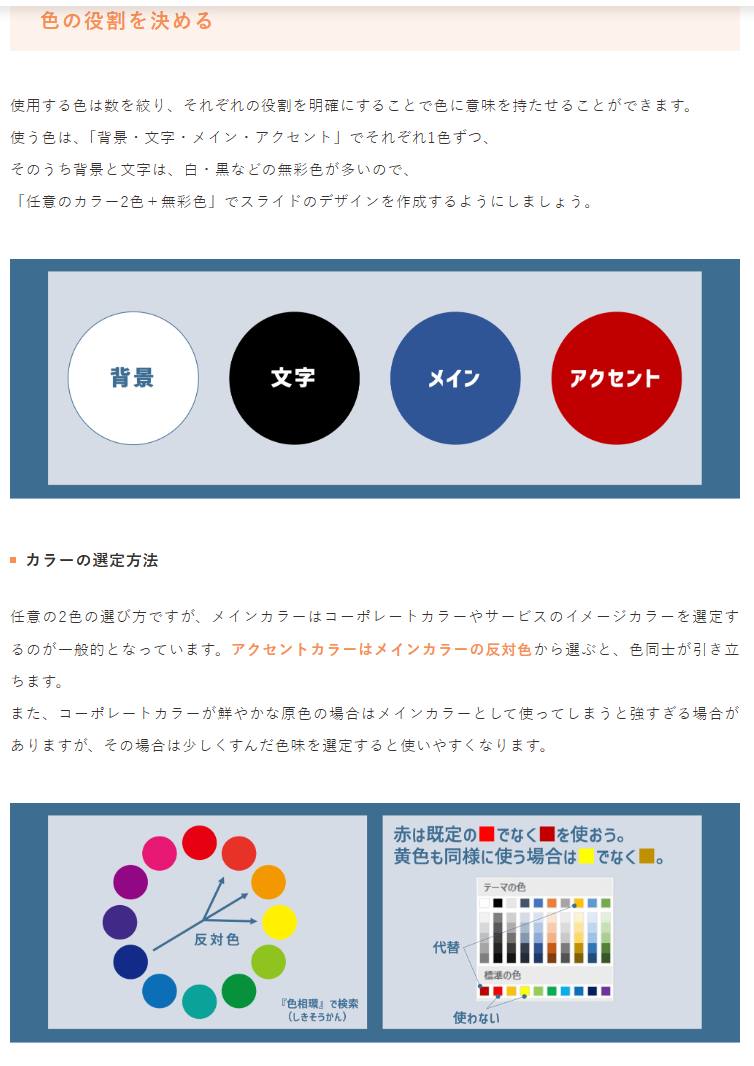 色の役割を決める
使用する色は数を絞り、それぞれの役割を明確にすることで色に意味を持たせることができます。
使う色は、「背景・文字・メイン・アクセント」でそれぞれ1色ずつ、
そのうち背景と文字は、白・黒などの無彩色が多いので、
「任意のカラー2色＋無彩色」でスライドのデザインを作成するようにしましょう。
背景
文字
メイン
アクセント
カラーの選定方法
任意の2色の選び方ですが、メインカラーはコーポレートカラーやサービスのイメージカラーを選定す
るのが一般的となっています。アクセントカラーはメインカラーの反対色から選ぶと、色同士が引き立
ちます。
また、コーポレートカラーが鮮やかな原色の場合はメインカラーとして使ってしまうと強すぎる場合が
ありますが、その場合は少しくすんだ色味を選定すると使いやすくなります。
反対色
『色相環』で検索
（しきそうかん）
赤は既定の でなく を使おう。
黄色も同様に使う場合は でなく 。
テーマの色
代替
標準の色
使わない